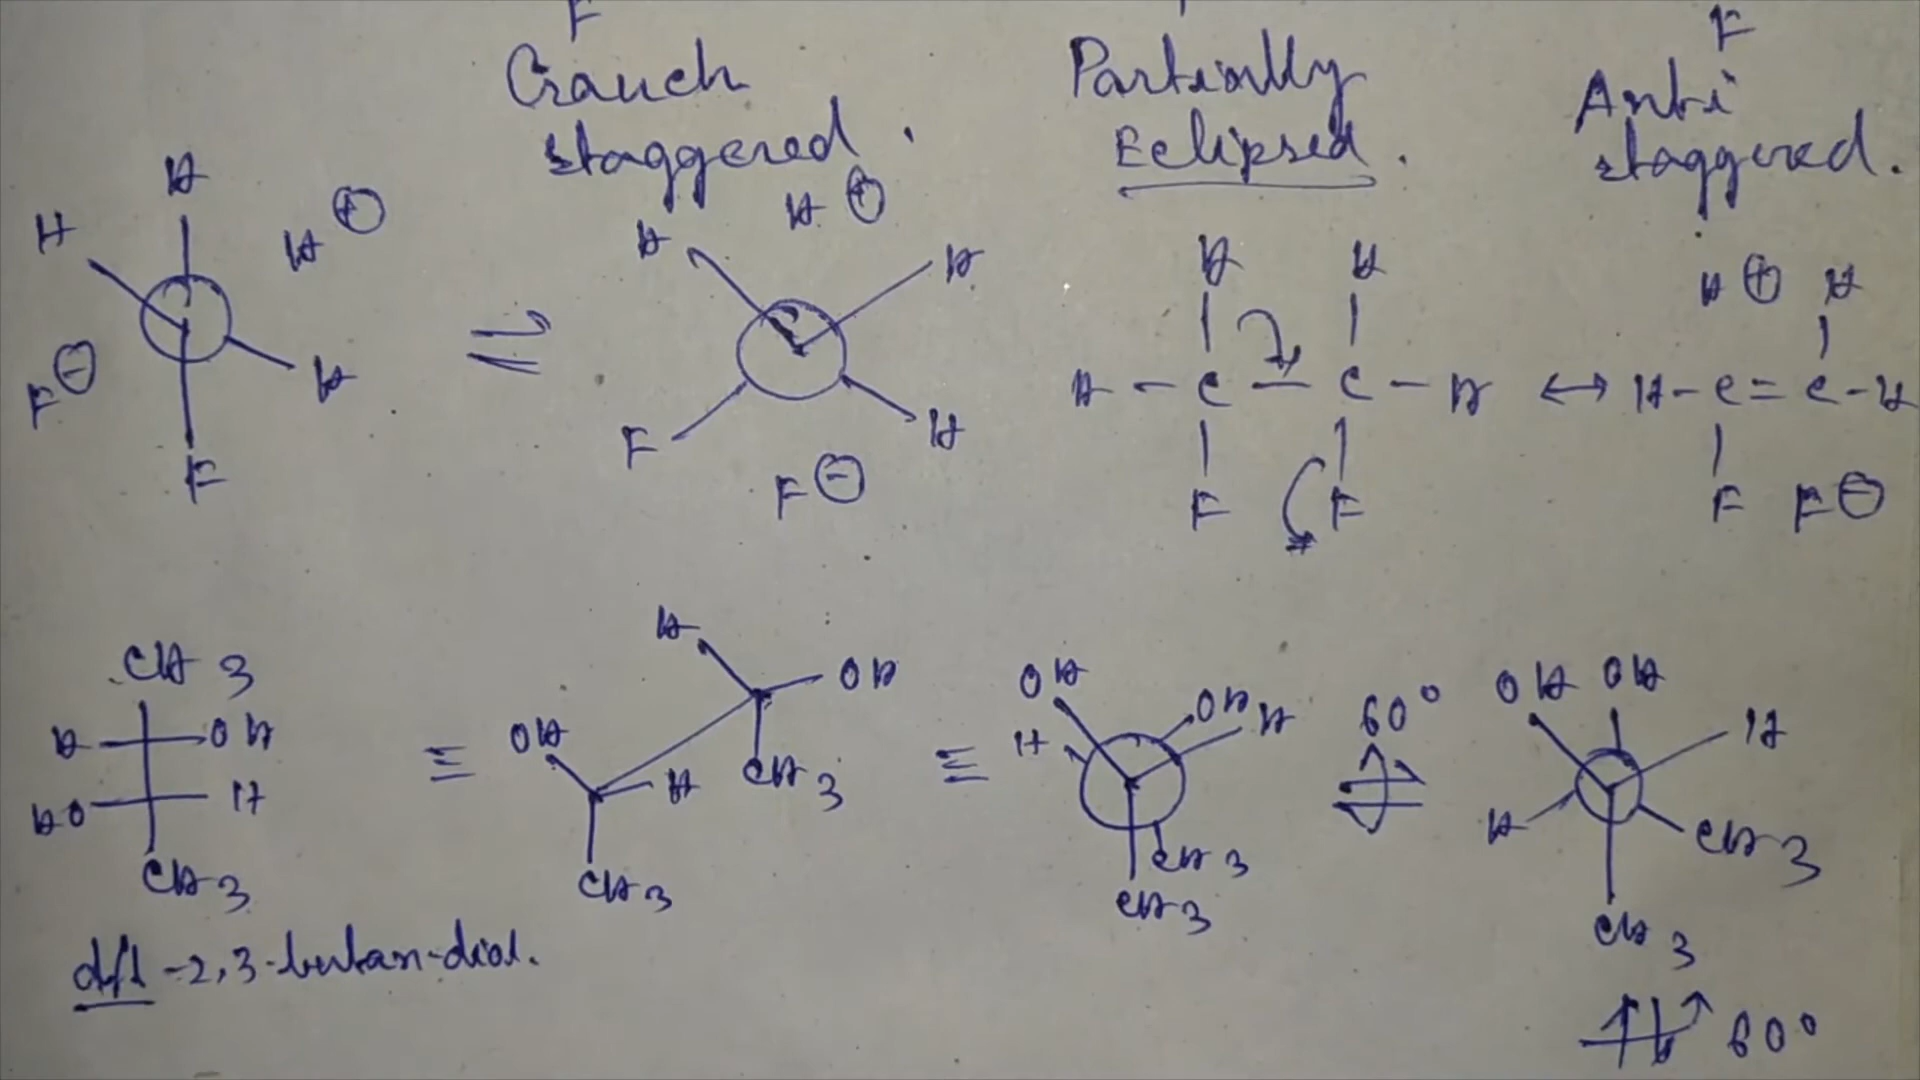 F
Crauch
staggered.
Partially
Eclipsed.
F
Anti
staggered.
H
H
H ⊕
F ⊖
H
F
⇌
H
H ⊕
H
F
H
F ⊖
H H
H - C - C - H
F F
↔
H ⊕ H
H - C = C - H
F F ⊖
CH3
H OH
HO H
CH3
d/l - 2,3-butan-diol.
≡
H
OH
CH3
OH
H
CH3
≡
OH
OH
H
H
CH3
CH3
60°
⇌
OH OH
H
H
CH3
CH3
60°